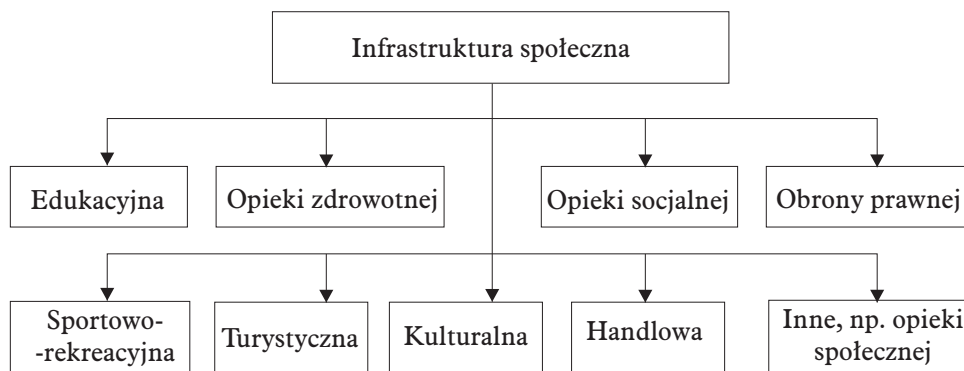 Infrastruktura społeczna
Edukacyjna
Opieki zdrowotnej
Opieki socjalnej
Obrony prawnej
Sportowo-
-rekreacyjna
Turystyczna
Kulturalna
Handlowa
Inne, np. opieki
społecznej